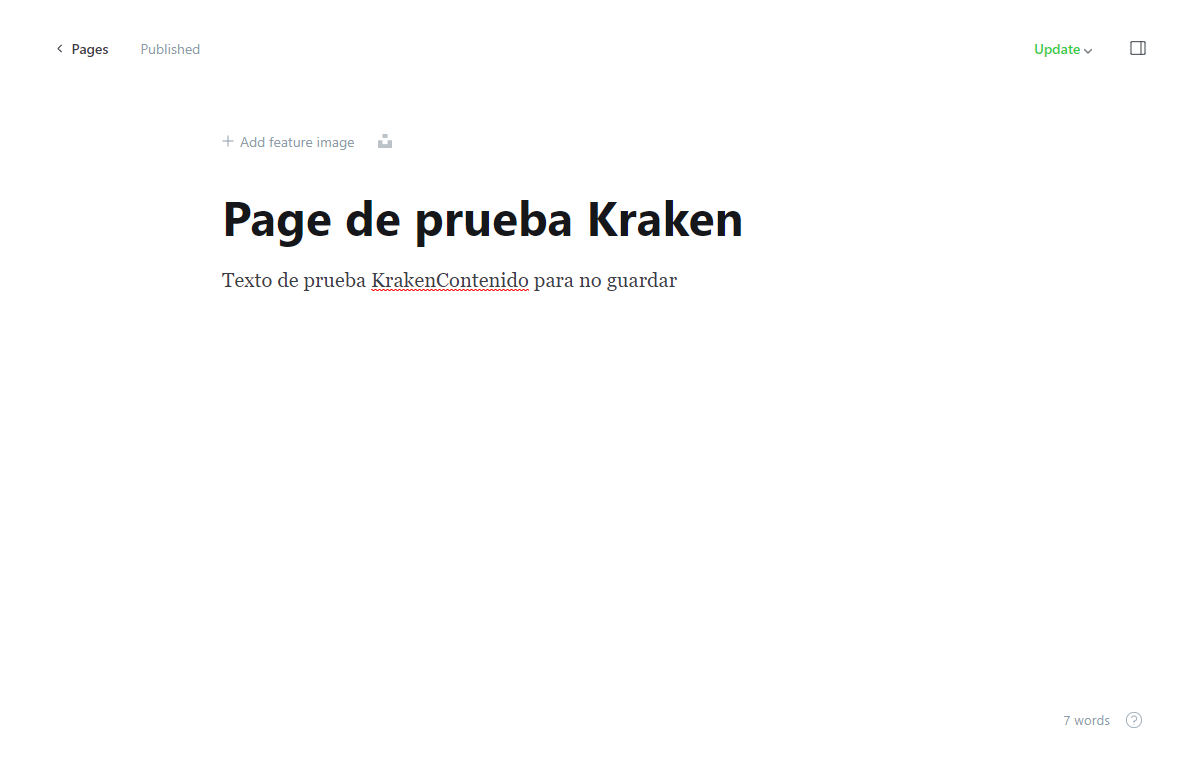 Pages Published Update
Add feature image
Page de prueba Kraken
Texto de prueba KrakenContenido para no guardar
7 words ?